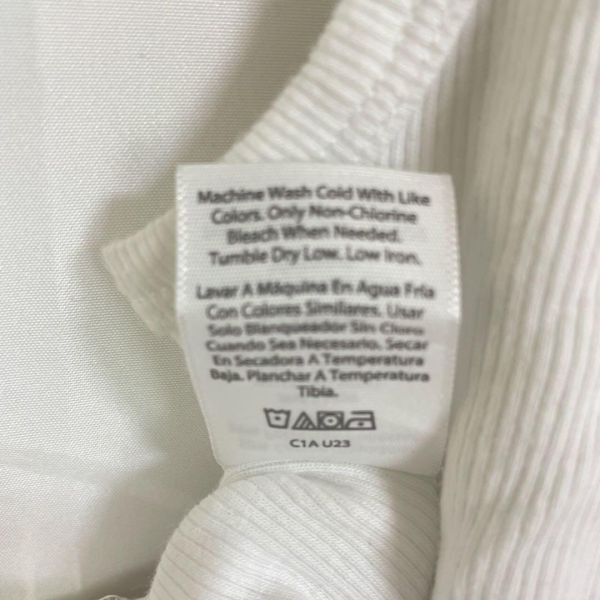 Machine Wash Cold With Like
Colors. Only Non-Chlorine
Bleach When Needed.
Tumble Dry Low. Low Iron.
Lavar A Máquina En Agua Fría
Con Colores Similares. Usar
Solo Blanqueador Sin Cloro
Cuando Sea Necesario. Secar
En Secadora A Temperatura
Baja. Planchar A Temperatura
Tibia.
C1A U23